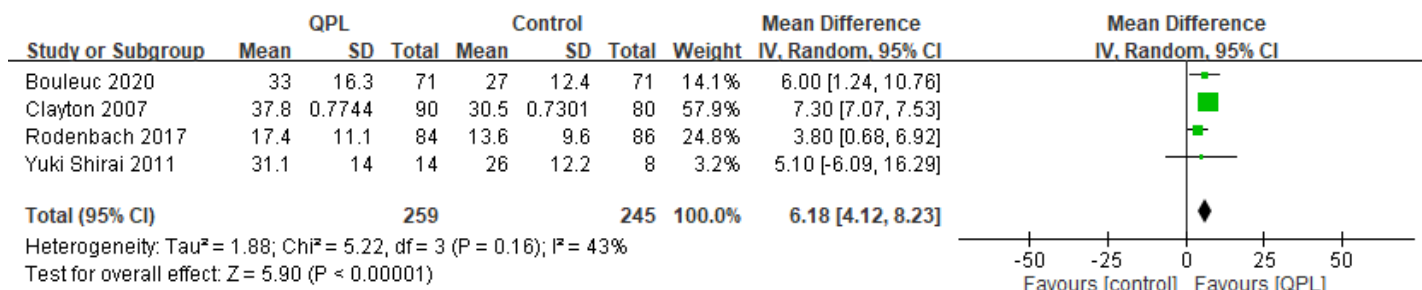 QPL Control Mean Difference Mean Difference
Study or Subgroup Mean SD Total Mean SD Total Weight IV, Random, 95% CI IV, Random, 95% CI
Bouleuc 2020 33 16.3 71 27 12.4 71 14.1% 6.00 [1.24, 10.76]
Clayton 2007 37.8 0.7744 90 30.5 0.7301 80 57.9% 7.30 [7.07, 7.53]
Rodenbach 2017 17.4 11.1 84 13.6 9.6 86 24.8% 3.80 [0.68, 6.92]
Yuki Shirai 2011 31.1 14 14 26 12.2 8 3.2% 5.10 [-6.09, 16.29]
Total (95% CI) 259 245 100.0% 6.18 [4.12, 8.23]
Heterogeneity: Tau² = 1.88; Chi² = 5.22, df = 3 (P = 0.16); I² = 43%
Test for overall effect: Z = 5.90 (P < 0.00001)
-50 -25 0 25 50
Favours [control] Favours [QPL]